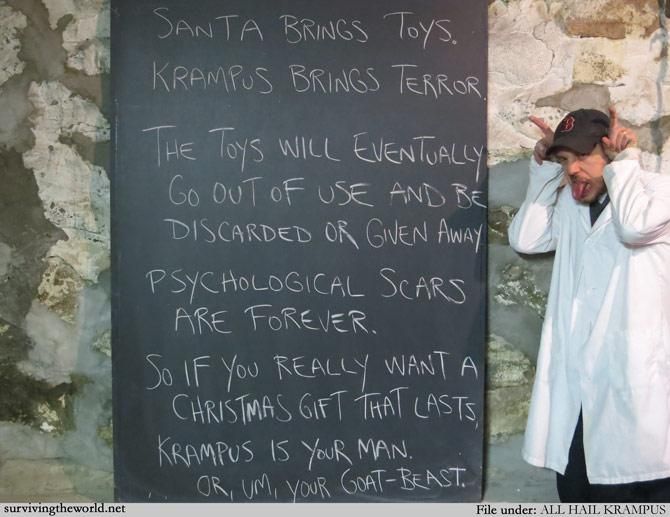 SANTA BRINGS TOYS.
KRAMPUS BRINGS TERROR.
THE TOYS WILL EVENTUALLY
GO OUT OF USE AND BE
DISCARDED OR GIVEN AWAY
PSYCHOLOGICAL SCARS
ARE FOREVER.
SO IF YOU REALLY WANT A
CHRISTMAS GIFT THAT LASTS,
KRAMPUS IS YOUR MAN.
OR, UM, YOUR GOAT-BEAST.
B
survivingtheworld.net
File under: ALL HAIL KRAMPUS